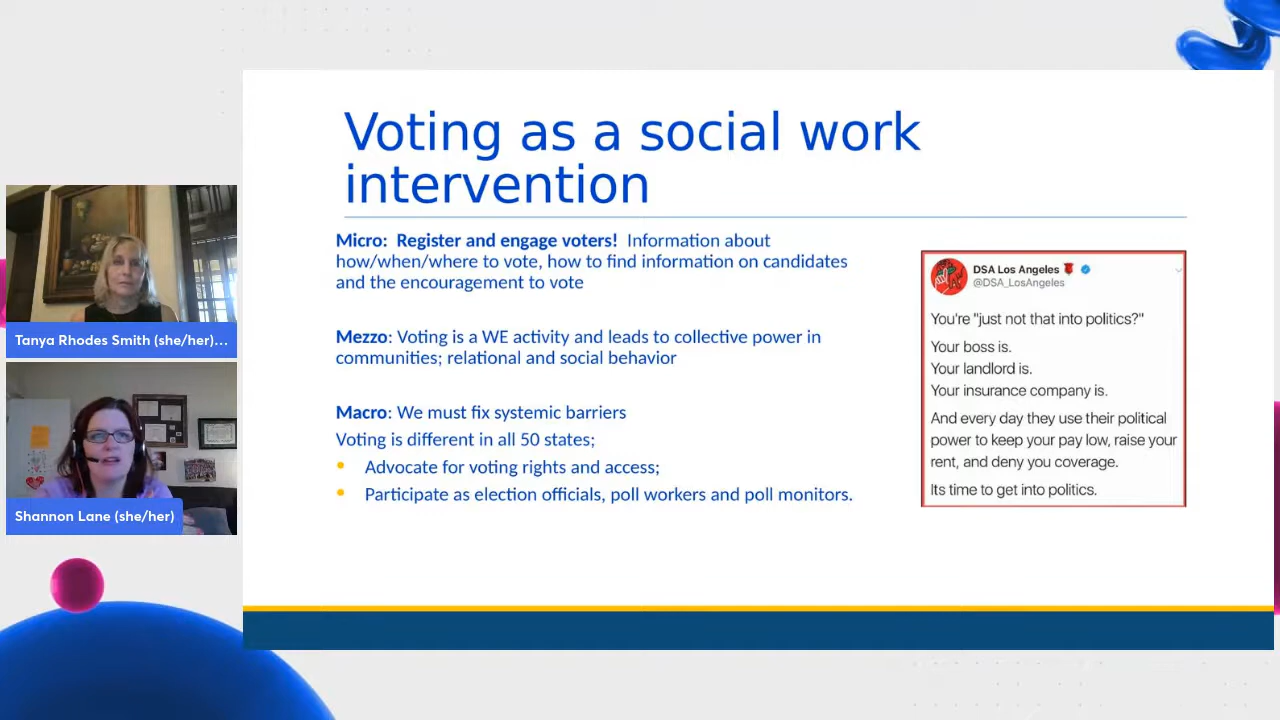 Voting as a social work
intervention
Micro:  Register and engage voters!  Information about
how/when/where to vote, how to find information on candidates
and the encouragement to vote
Mezzo: Voting is a WE activity and leads to collective power in
communities; relational and social behavior
Macro: We must fix systemic barriers
Voting is different in all 50 states;
• Advocate for voting rights and access;
• Participate as election officials, poll workers and poll monitors.
DSA Los Angeles
@DSA_LosAngeles
You're "just not that into politics?"
Your boss is.
Your landlord is.
Your insurance company is.
And every day they use their political
power to keep your pay low, raise your
rent, and deny you coverage.
Its time to get into politics.
Tanya Rhodes Smith (she/her)...
Shannon Lane (she/her)